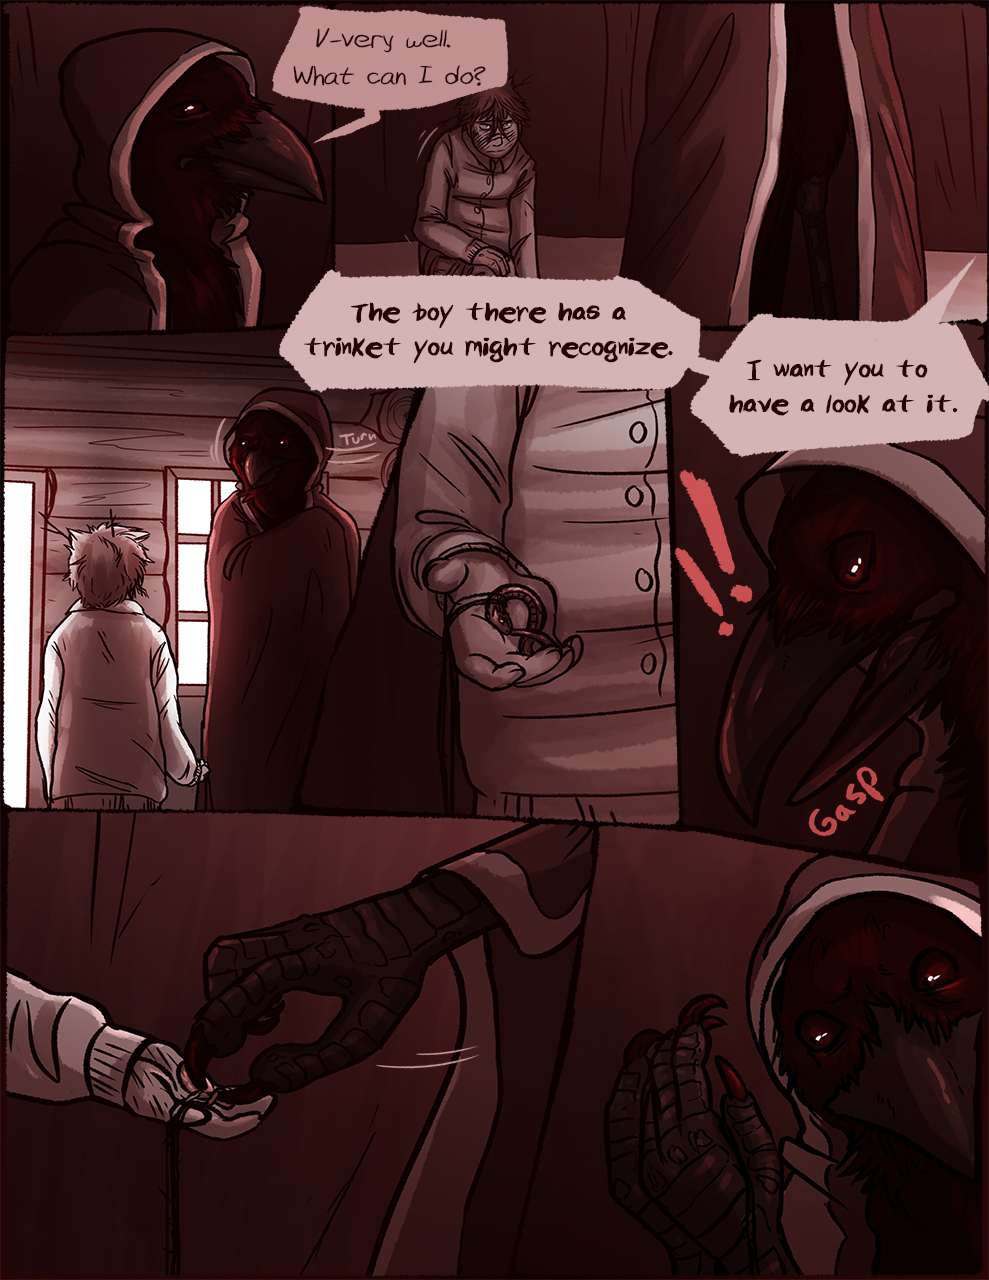 V-very well.
What can I do?
The boy there has a
trinket you might recognize.
I want you to
have a look at it.
Turn
!!
Gasp